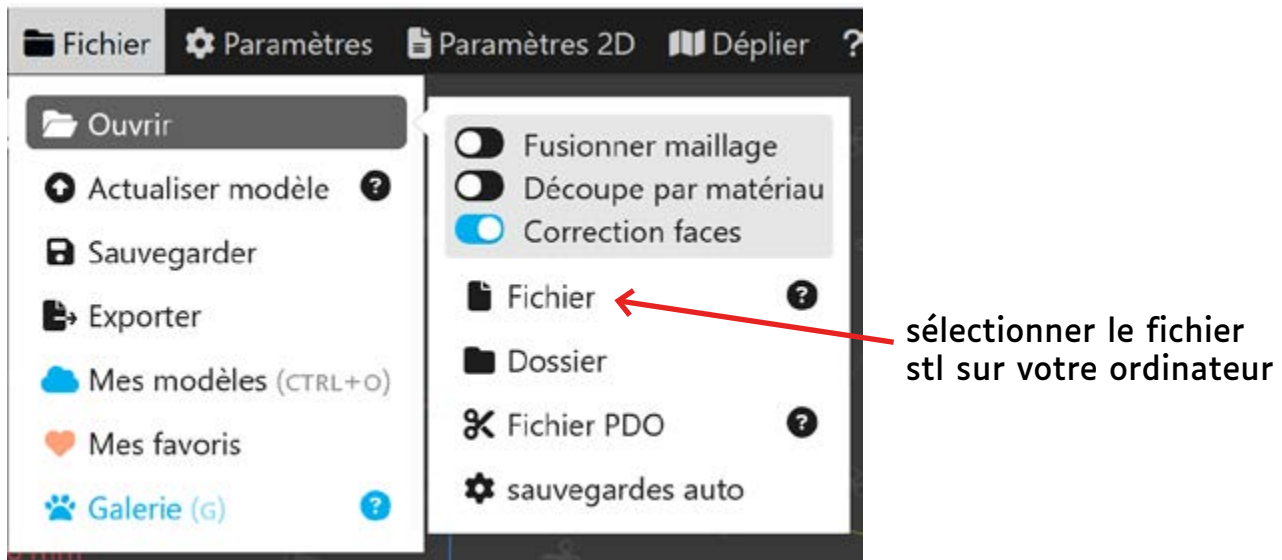 Fichier Paramètres Paramètres 2D Déplier ?
Ouvrir
Actualiser modèle ?
Sauvegarder
Exporter
Mes modèles (CTRL+O)
Mes favoris
Galerie (G) ?
Fusionner maillage
Découpe par matériau
Correction faces
Fichier ?
Dossier
Fichier PDO ?
sauvegardes auto
sélectionner le fichier
stl sur votre ordinateur
mm